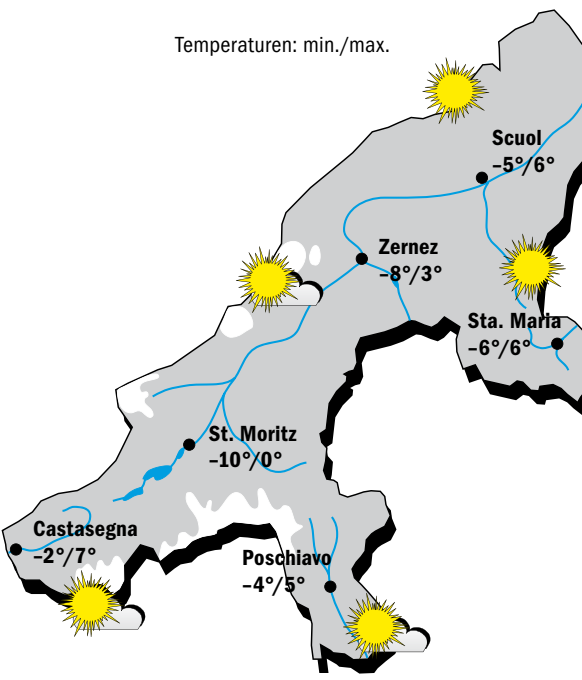 Temperaturen: min./max.
Scuol
–5°/6°
Zernez
–8°/3°
Sta. Maria
–6°/6°
St. Moritz
–10°/0°
Castasegna
–2°/7°
Poschiavo
–4°/5°